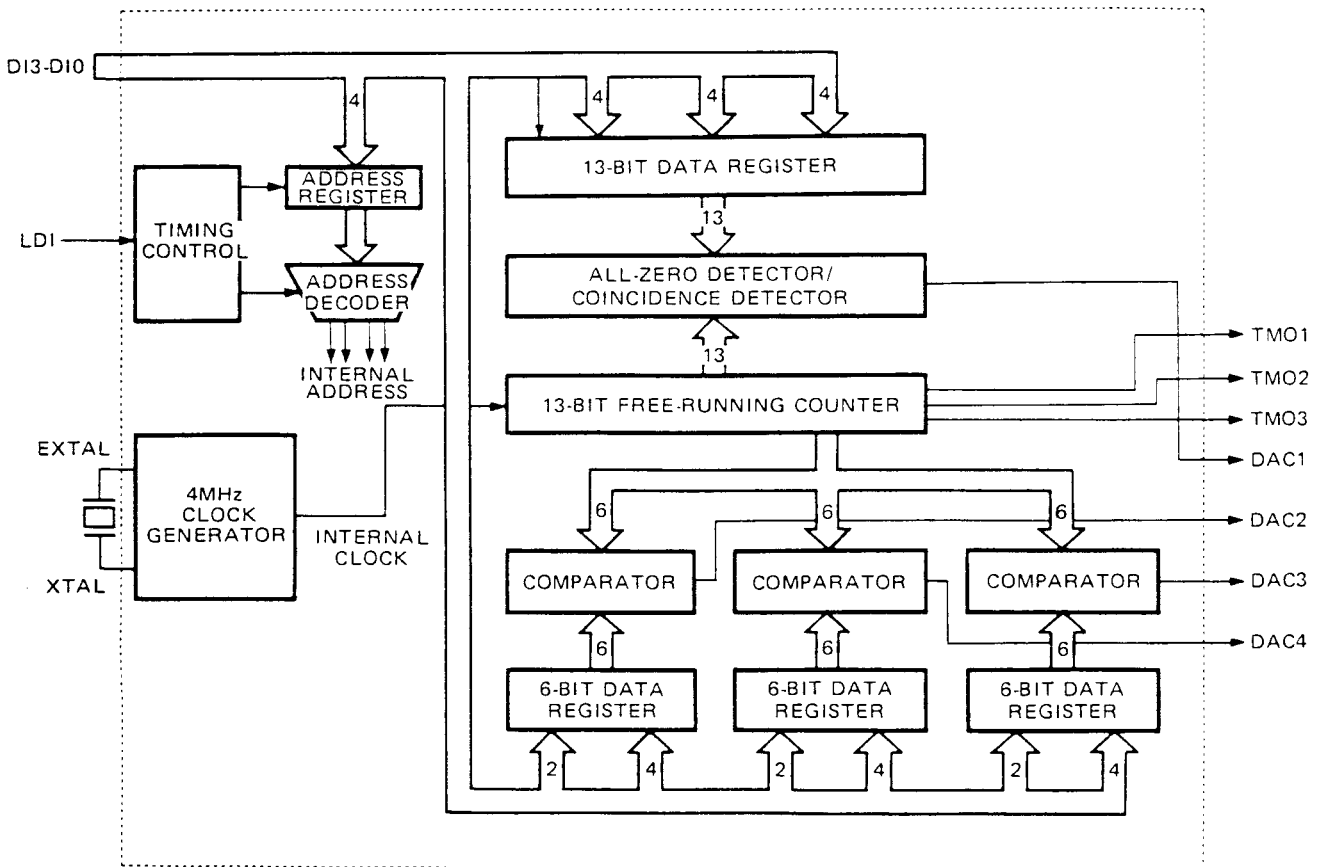 DI3-DI0
4
4
4
4
13-BIT DATA REGISTER
ADDRESS
REGISTER
LDI
TIMING
CONTROL
13
ALL-ZERO DETECTOR/
COINCIDENCE DETECTOR
ADDRESS
DECODER
13
INTERNAL
ADDRESS
13-BIT FREE-RUNNING COUNTER
TMO1
TMO2
TMO3
DAC1
EXTAL
4MHz
CLOCK
GENERATOR
INTERNAL
CLOCK
XTAL
6
6
6
DAC2
COMPARATOR
COMPARATOR
COMPARATOR
DAC3
6
6
6
DAC4
6-BIT DATA
REGISTER
6-BIT DATA
REGISTER
6-BIT DATA
REGISTER
2
4
2
4
2
4